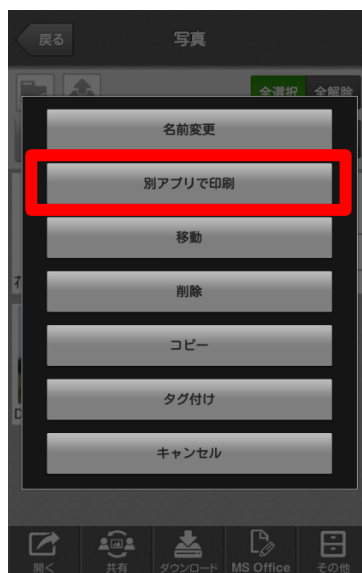 戻る
写真
全選択
全解除
名前変更
別アプリで印刷
移動
削除
コピー
タグ付け
キャンセル
D
開く
共有
ダウンロード
MS Office
その他